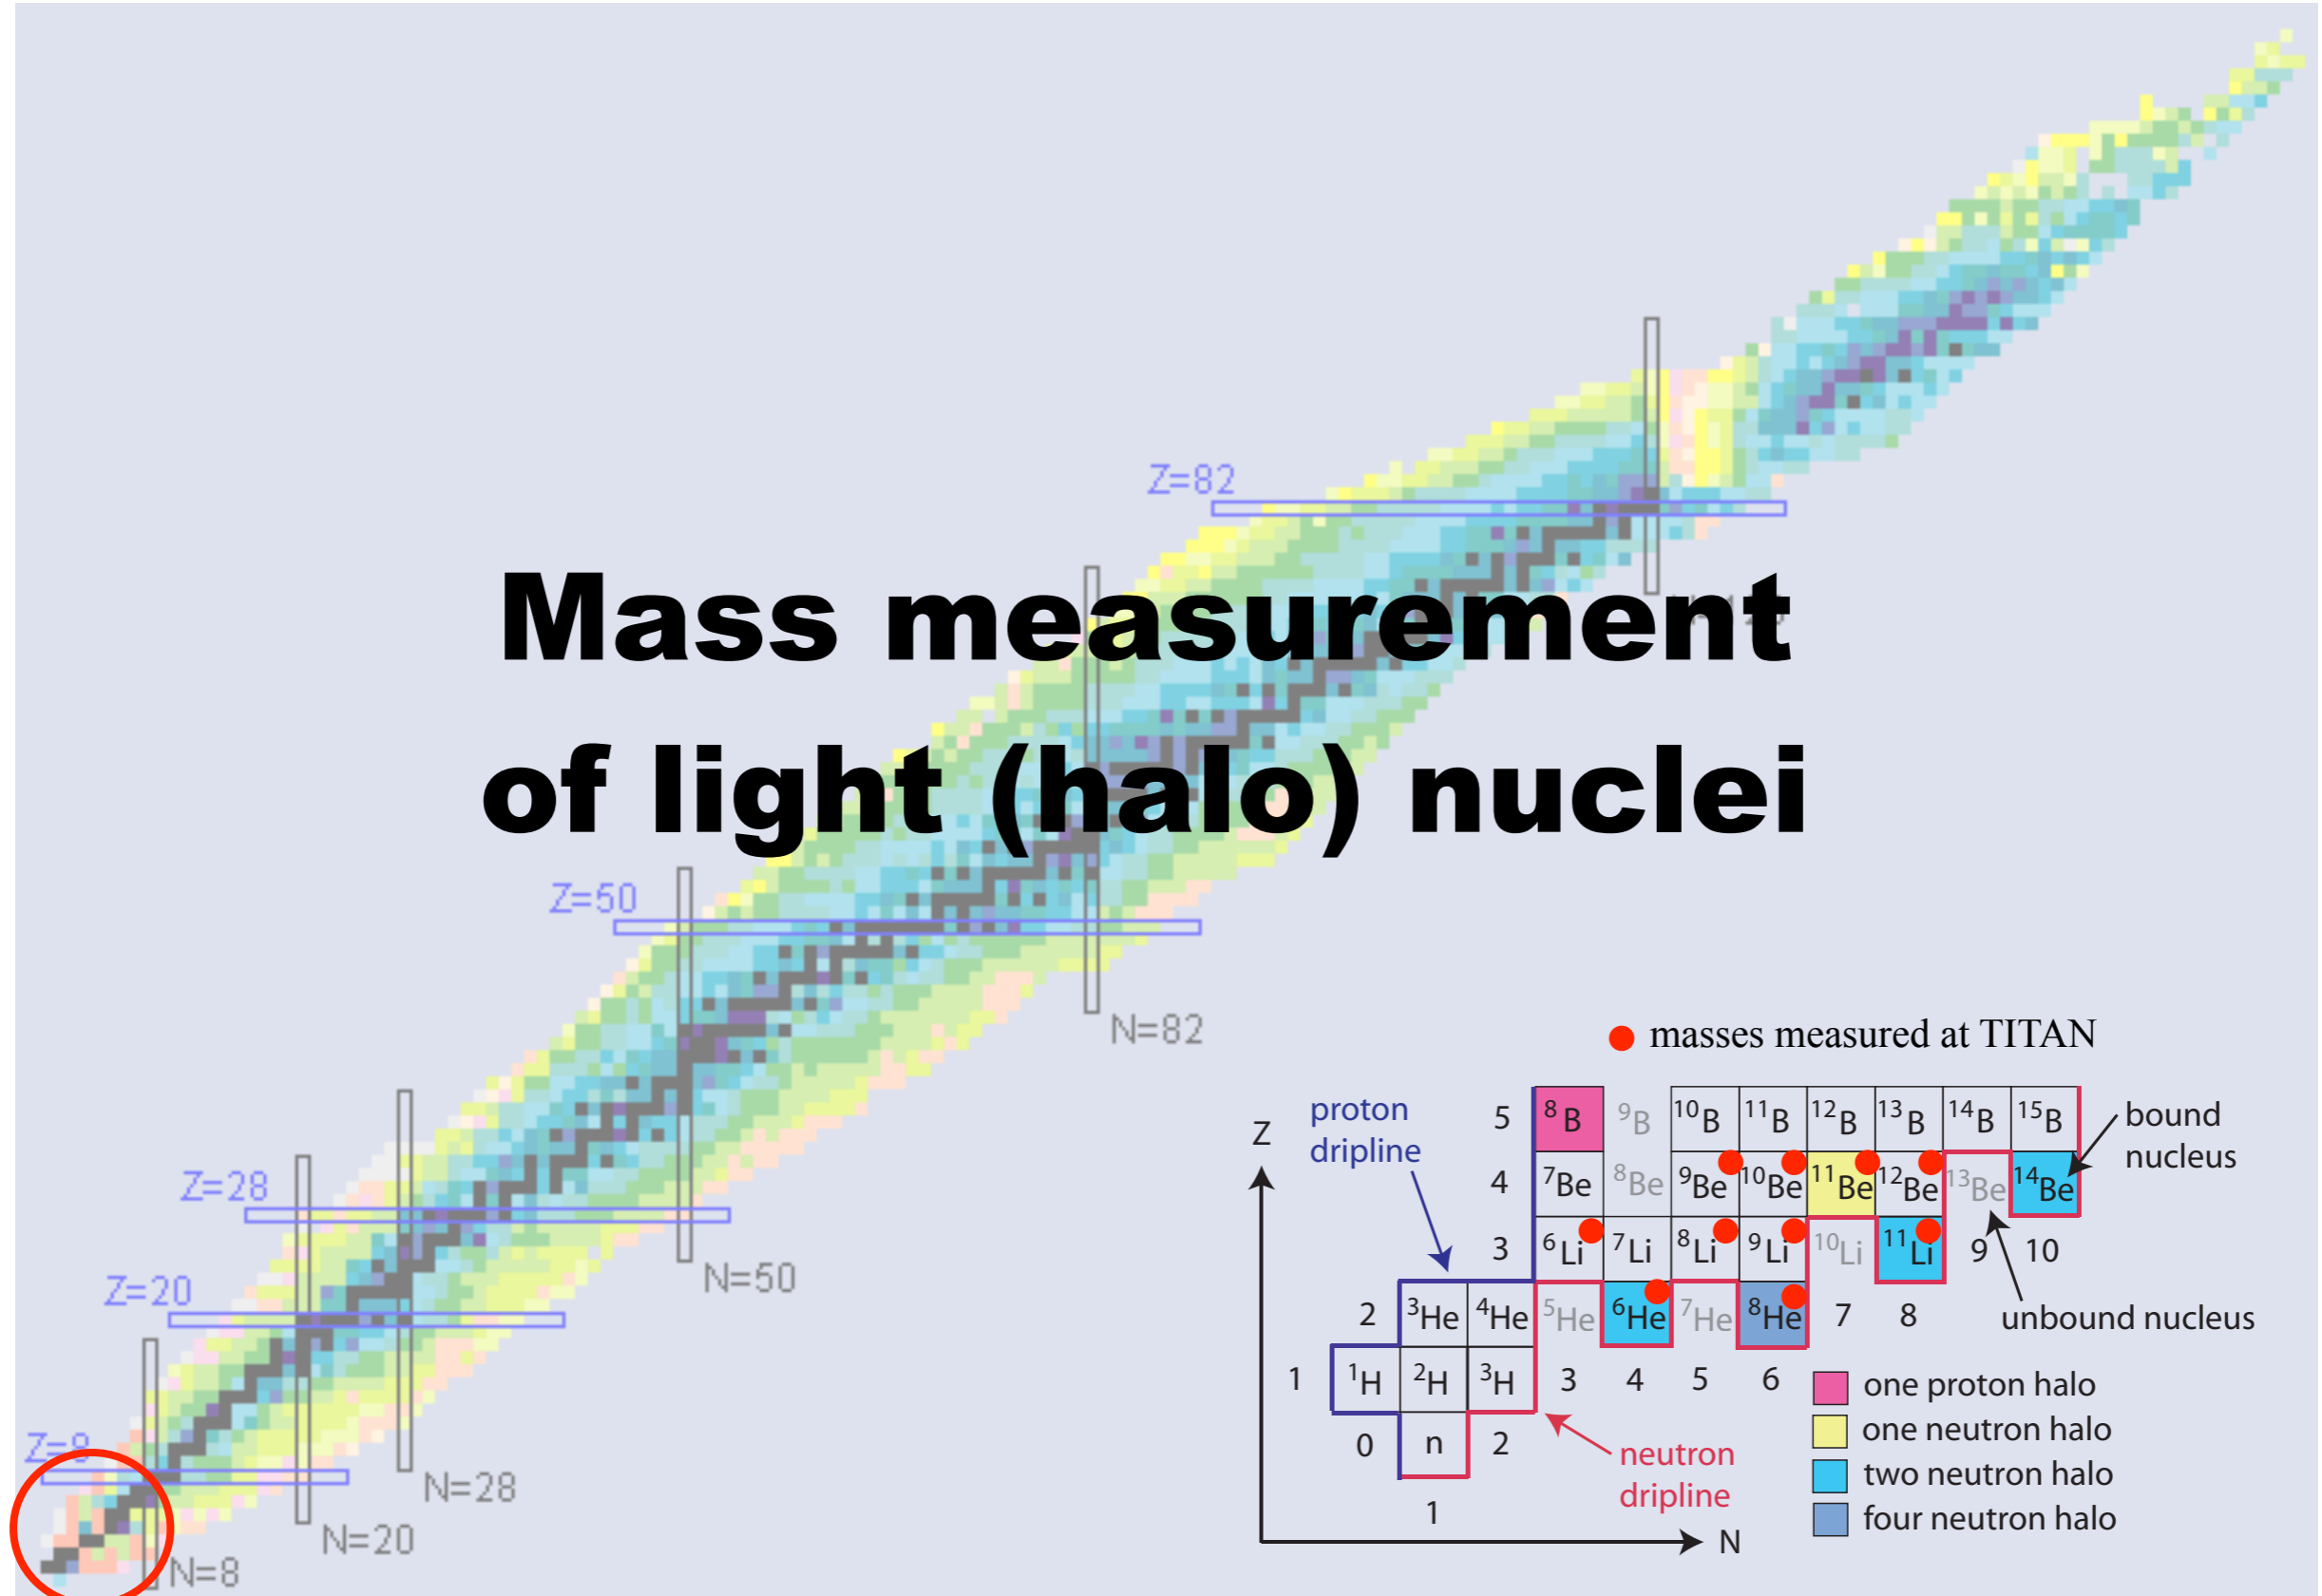 Mass measurement
of light (halo) nuclei
Z=82
Z=50
N=82
Z=28
N=50
Z=20
N=28
Z=8
N=20
N=8
masses measured at TITAN
proton
dripline
Z
5 ⁸B ⁹B ¹⁰B ¹¹B ¹²B ¹³B ¹⁴B ¹⁵B
bound
nucleus
4 ⁷Be ⁸Be ⁹Be ¹⁰Be ¹¹Be ¹²Be ¹³Be ¹⁴Be
3 ⁶Li ⁷Li ⁸Li ⁹Li ¹⁰Li ¹¹Li 9 10
2 ³He ⁴He ⁵He ⁶He ⁷He ⁸He 7 8
unbound nucleus
1 ¹H ²H ³H 3 4 5 6
0 n 2
1
neutron
dripline
N
one proton halo
one neutron halo
two neutron halo
four neutron halo